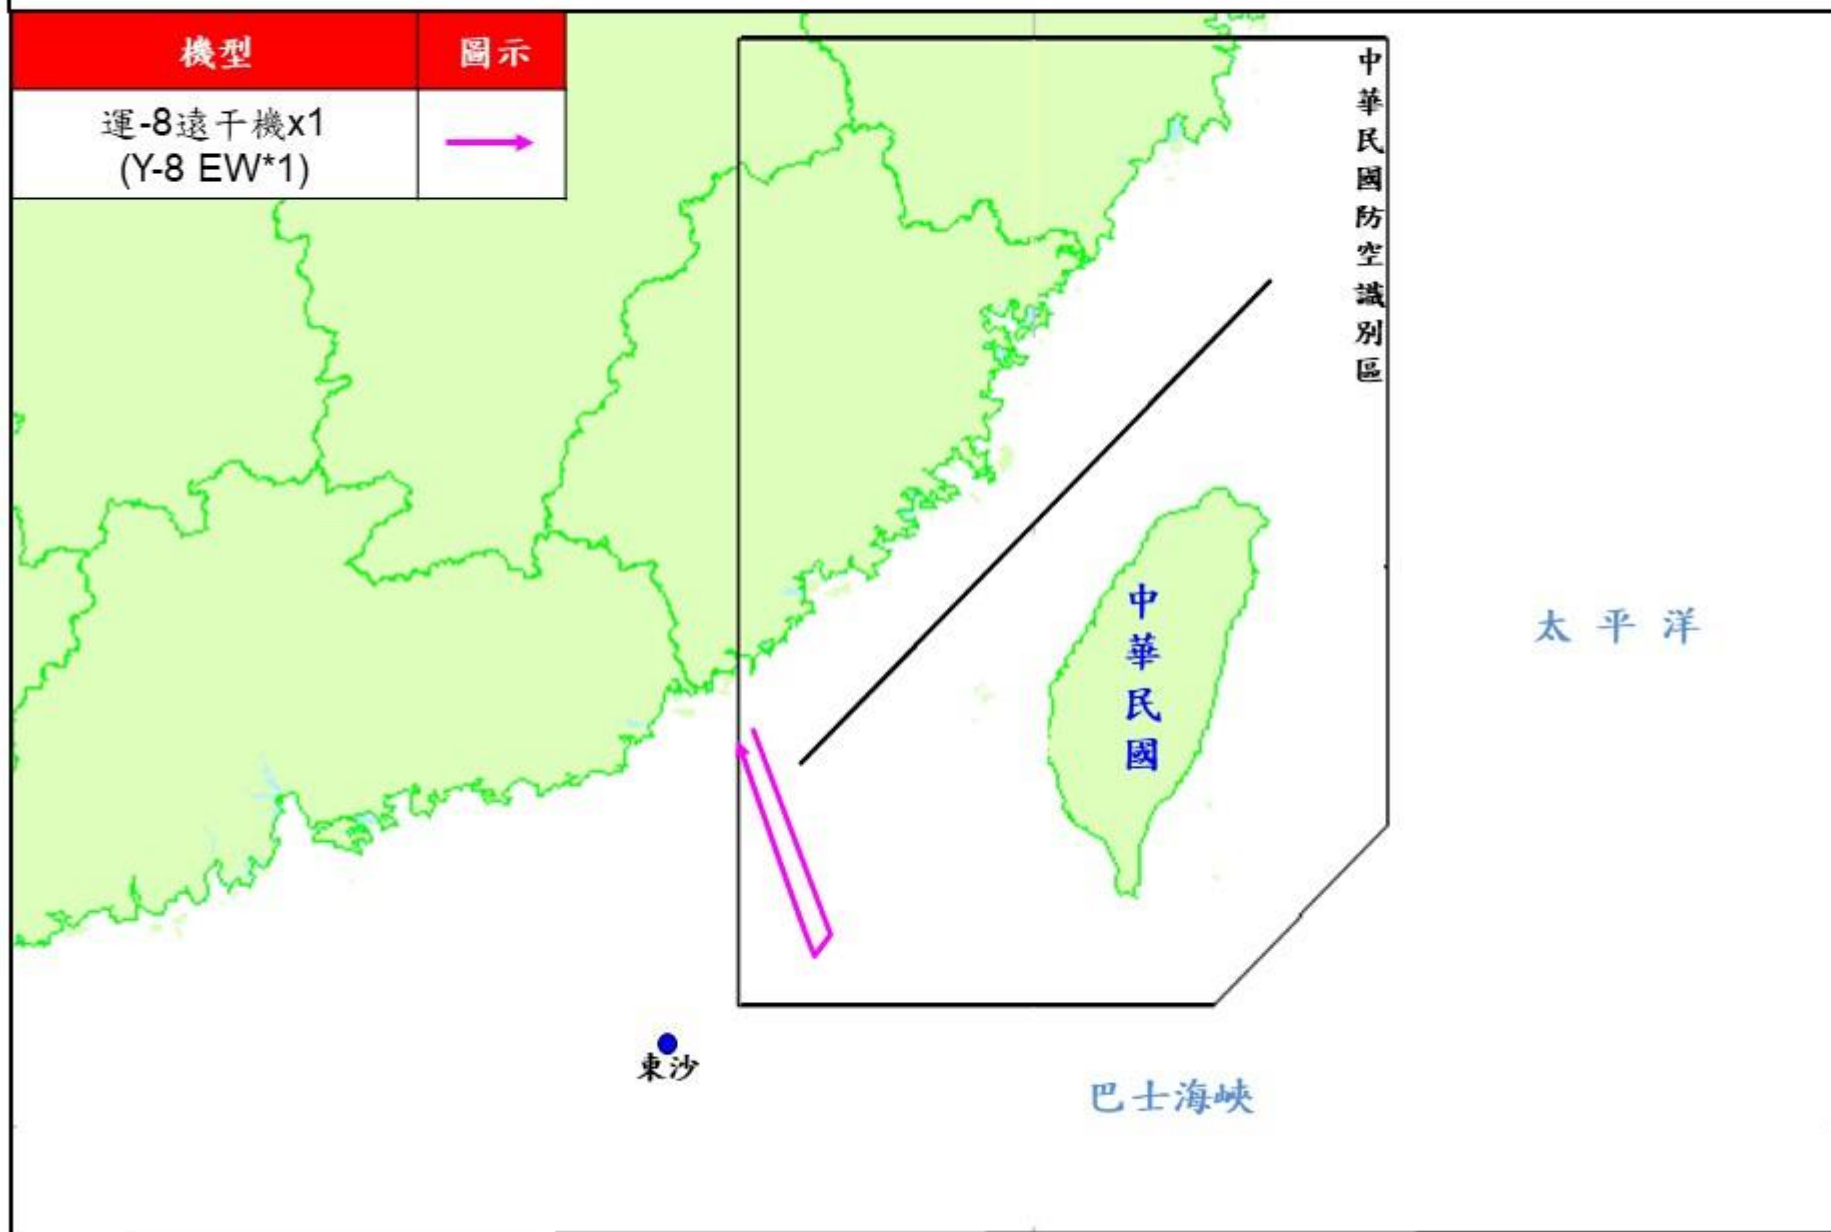 機型
圖示
運-8遠干機x1
(Y-8 EW*1)
中華民國防空識別區
中華民國
太平洋
東沙
巴士海峽